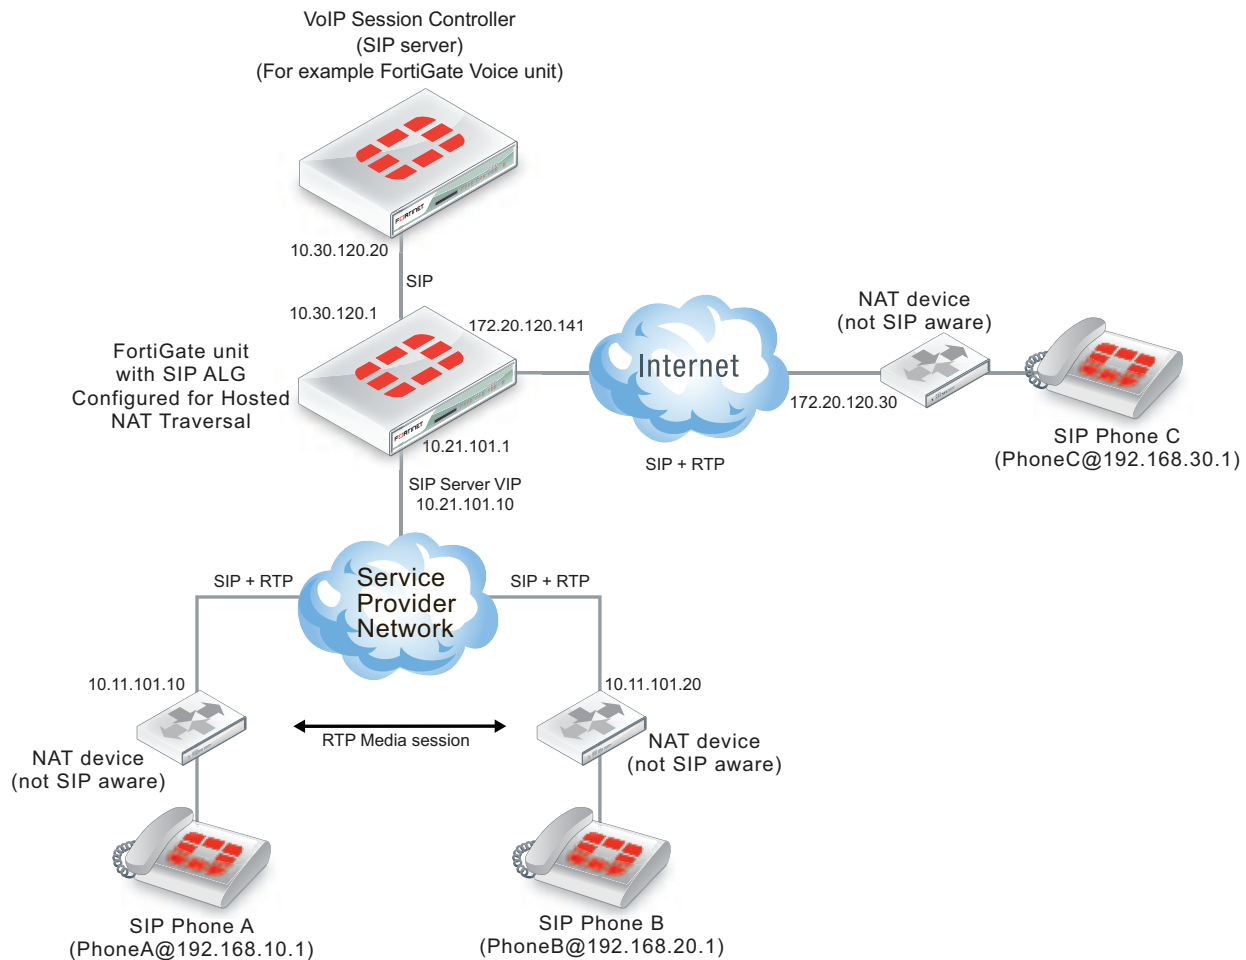 VoIP Session Controller
(SIP server)
(For example FortiGate Voice unit)
FORTINET
10.30.120.20
SIP
10.30.120.1
172.20.120.141
FortiGate unit
with SIP ALG
Configured for Hosted
NAT Traversal
FORTINET
10.21.101.1
Internet
SIP + RTP
NAT device
(not SIP aware)
172.20.120.30
SIP Phone C
(PhoneC@192.168.30.1)
SIP Server VIP
10.21.101.10
SIP + RTP
Service
Provider
Network
SIP + RTP
10.11.101.10
10.11.101.20
RTP Media session
NAT device
(not SIP aware)
NAT device
(not SIP aware)
SIP Phone A
(PhoneA@192.168.10.1)
SIP Phone B
(PhoneB@192.168.20.1)